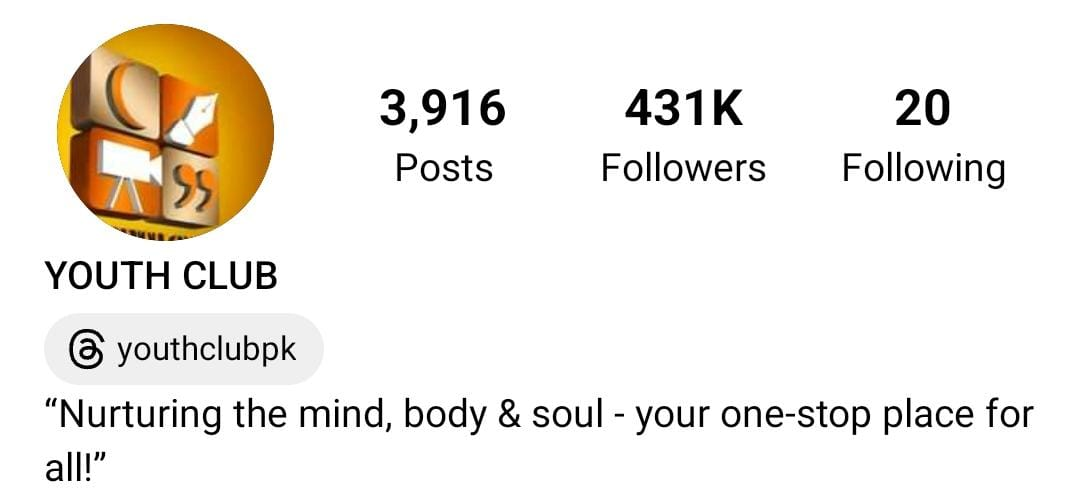 3,916
431K
20
Posts
Followers
Following
YOUTH CLUB
youthclubpk
“Nurturing the mind, body & soul - your one-stop place for
all!”